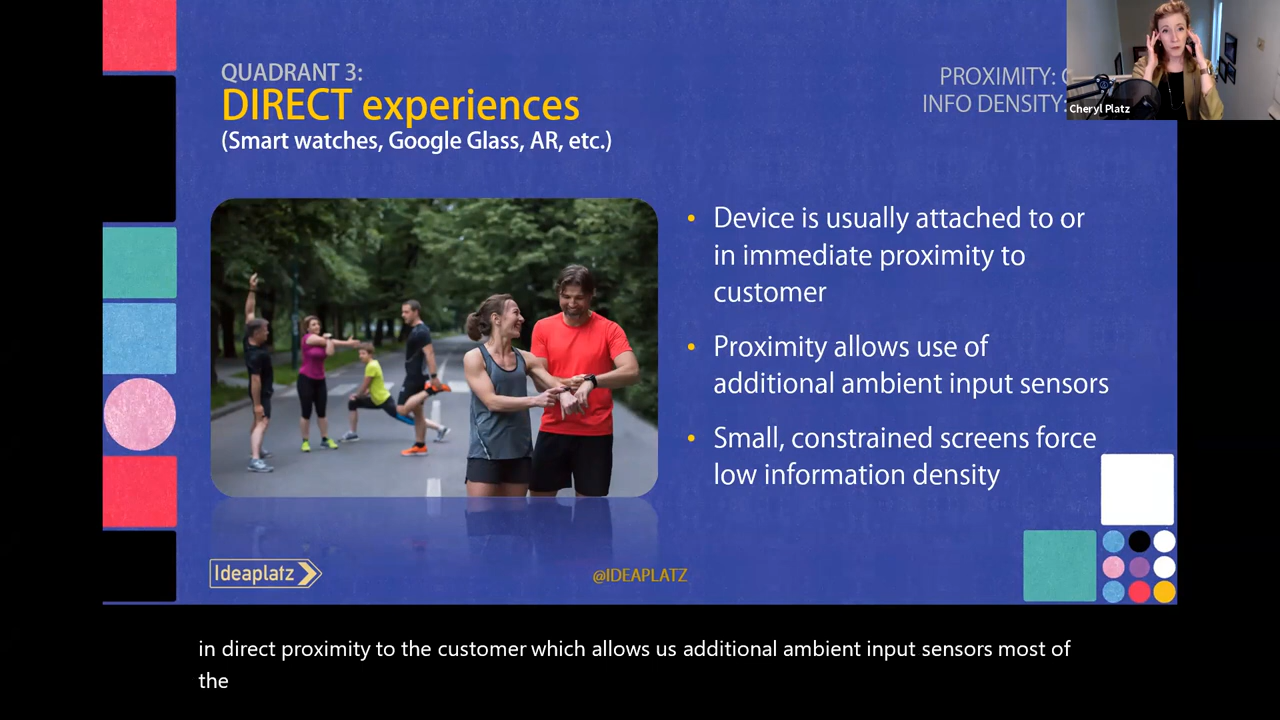 QUADRANT 3:
DIRECT experiences
(Smart watches, Google Glass, AR, etc.)
PROXIMITY:
INFO DENSITY:
Cheryl Platz
• Device is usually attached to or
in immediate proximity to
customer
• Proximity allows use of
additional ambient input sensors
• Small, constrained screens force
low information density
Ideaplatz
@IDEAPLATZ
in direct proximity to the customer which allows us additional ambient input sensors most of
the